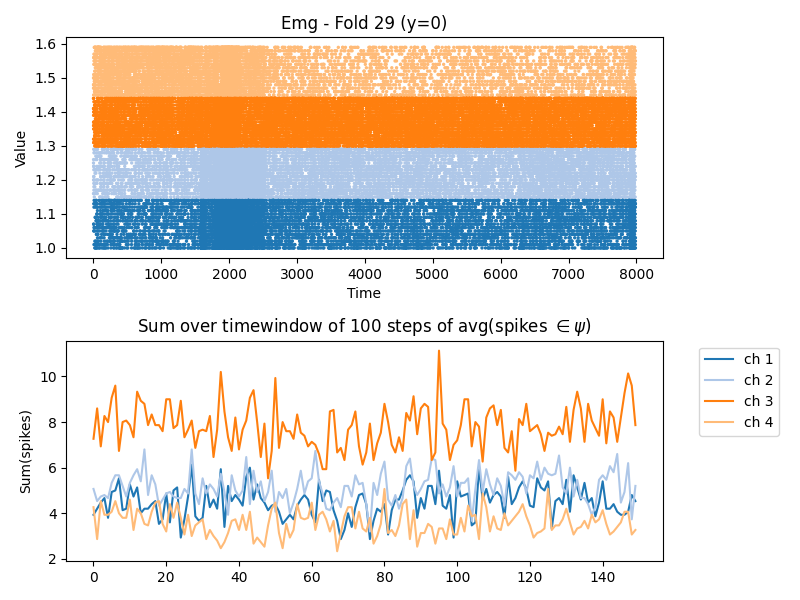 Emg - Fold 29 (y=0)
Value
1.6
1.5
1.4
1.3
1.2
1.1
1.0
0 1000 2000 3000 4000 5000 6000 7000 8000
Time
Sum over timewindow of 100 steps of avg(spikes ∈ ψ)
Sum(spikes)
10
8
6
4
2
0 20 40 60 80 100 120 140
ch 1
ch 2
ch 3
ch 4